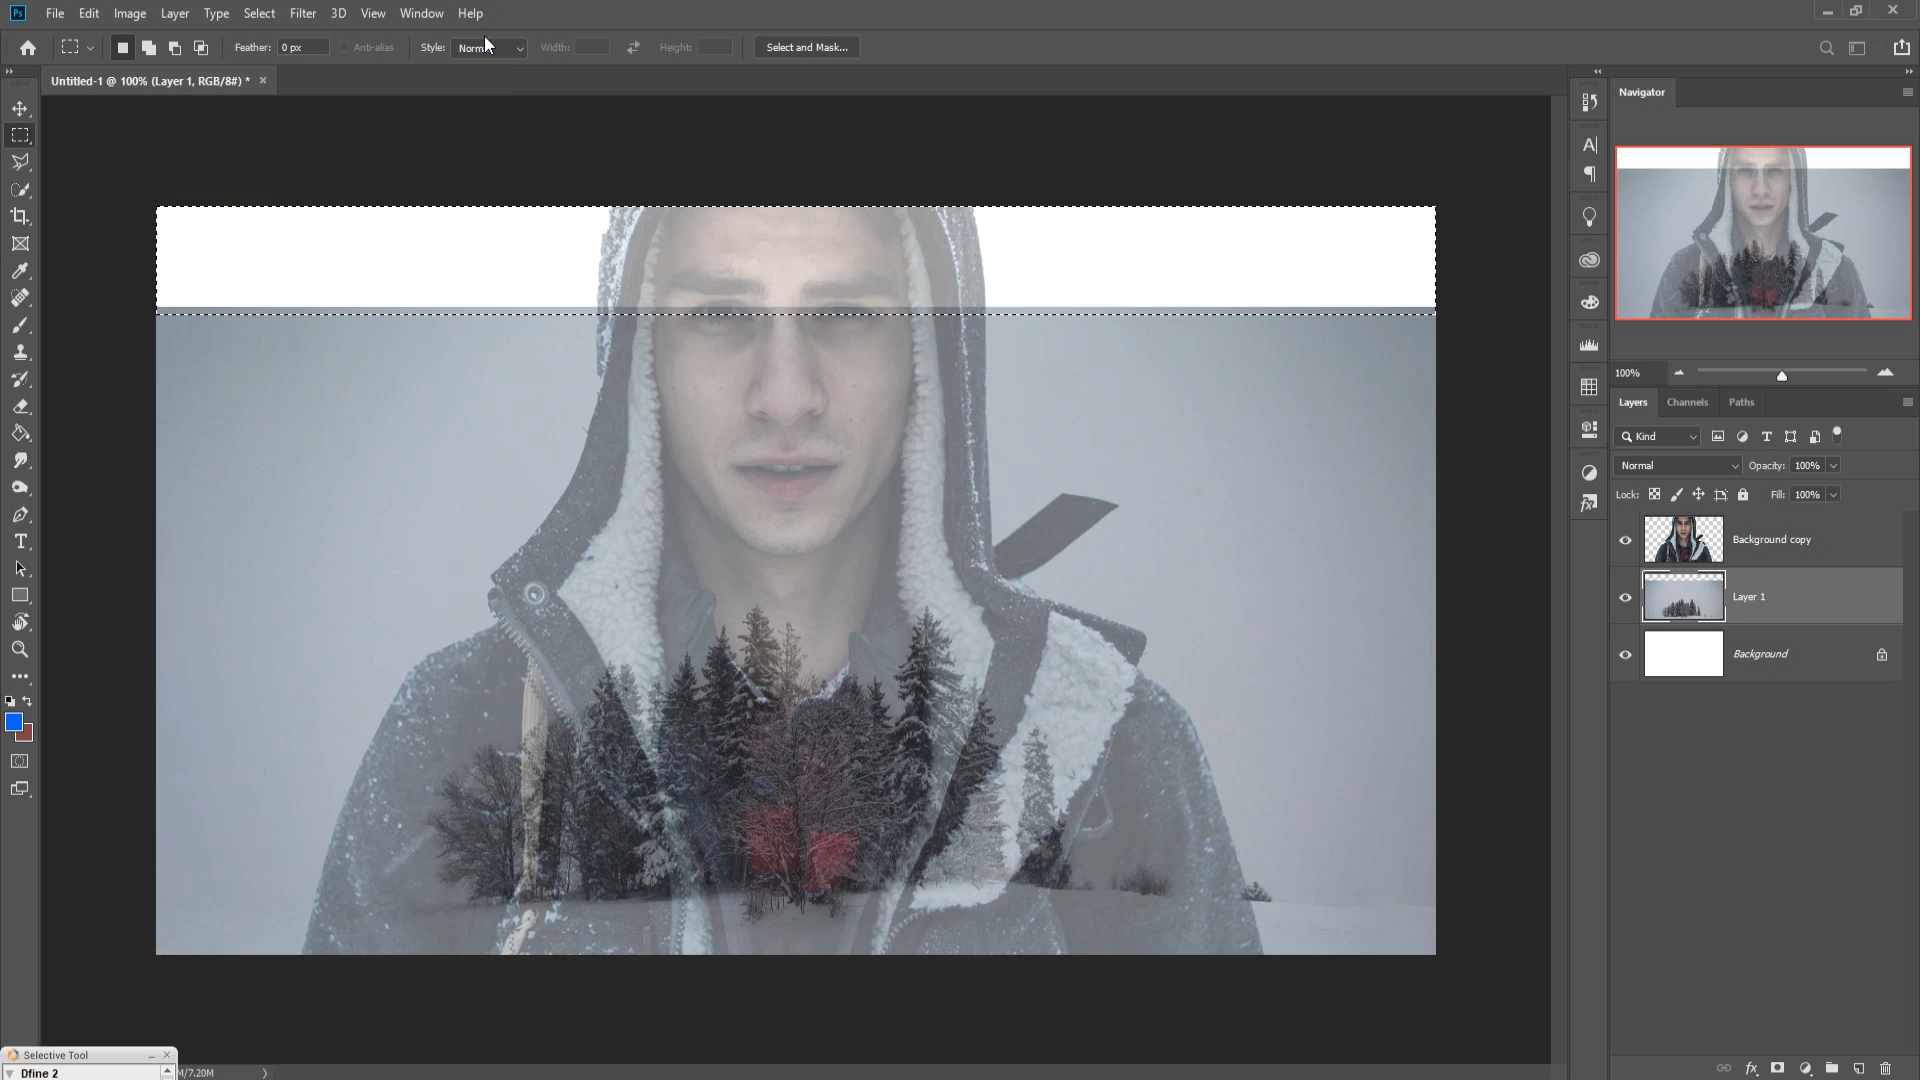 Ps File Edit Image Layer Type Select Filter 3D View Window Help
Feather: 0 px Anti-alias Style: Width: Height: Select and Mask...
Untitled-1 @ 100% (Layer 1, RGB/8#) *
Navigator
100%
Layers Channels Paths
Kind
Normal Opacity: 100%
Lock: Fill: 100%
Background copy
Layer 1
Background
Selective Tool
Dfine 2
M/7.20M